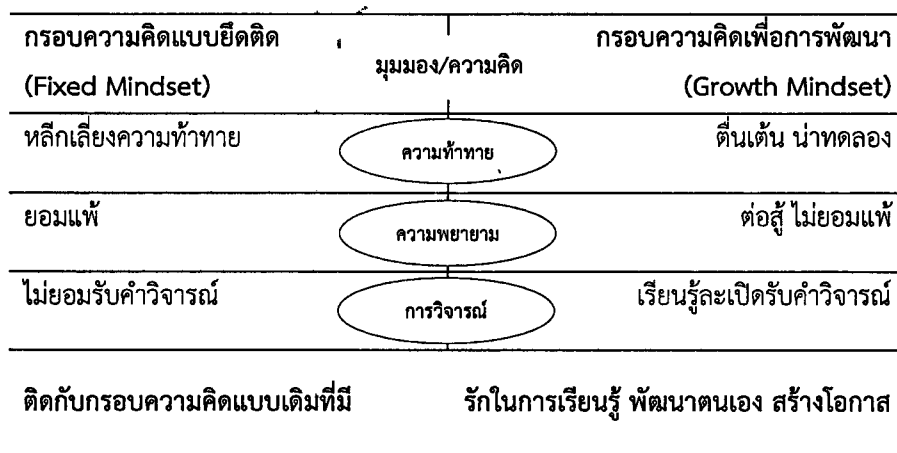 กรอบความคิดแบบยึดติด
(Fixed Mindset)
มุมมอง/ความคิด
กรอบความคิดเพื่อการพัฒนา
(Growth Mindset)
หลีกเลี่ยงความท้าทาย
ความท้าทาย
ตื่นเต้น น่าทดลอง
ยอมแพ้
ความพยายาม
ต่อสู้ ไม่ยอมแพ้
ไม่ยอมรับคำวิจารณ์
การวิจารณ์
เรียนรู้ละเปิดรับคำวิจารณ์
ติดกับกรอบความคิดแบบเดิมที่มี
รักในการเรียนรู้ พัฒนาตนเอง สร้างโอกาส